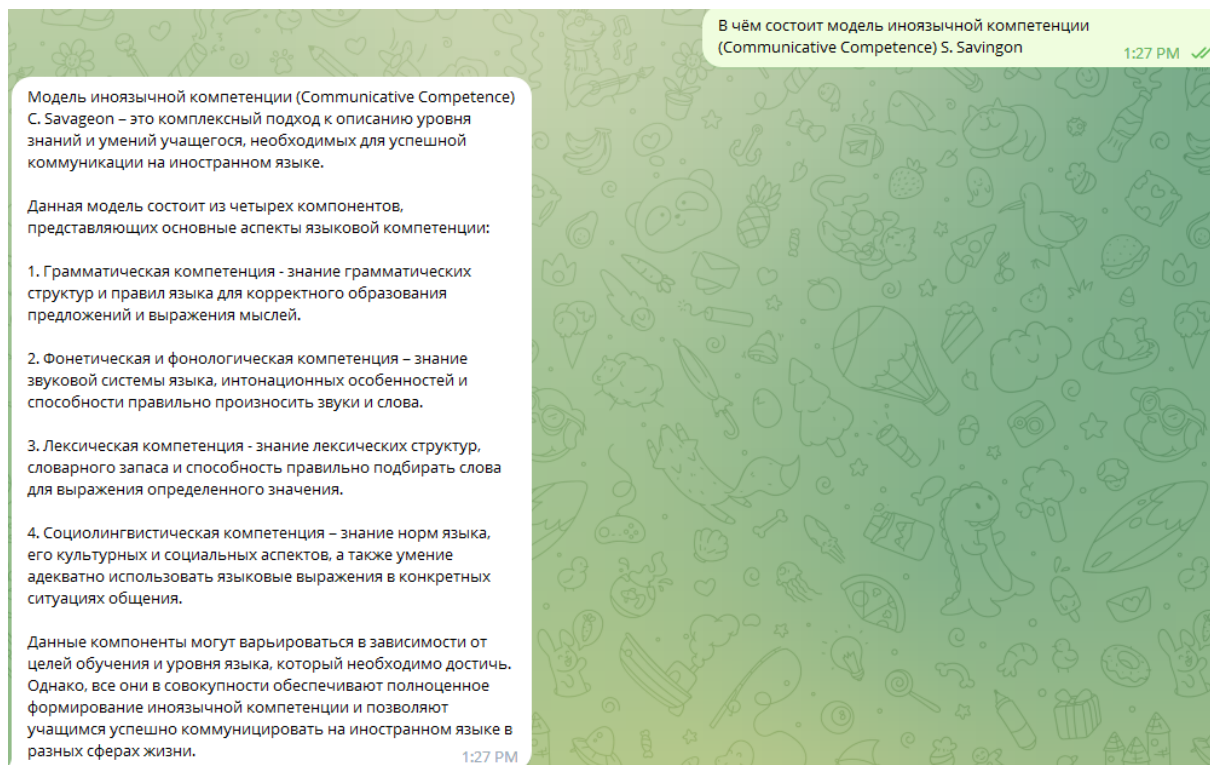 В чём состоит модель иноязычной компетенции
(Communicative Competence) S. Savingon
1:27 PM
Модель иноязычной компетенции (Communicative Competence)
С. Savageon – это комплексный подход к описанию уровня
знаний и умений учащегося, необходимых для успешной
коммуникации на иностранном языке.
Данная модель состоит из четырех компонентов,
представляющих основные аспекты языковой компетенции:
1. Грамматическая компетенция - знание грамматических
структур и правил языка для корректного образования
предложений и выражения мыслей.
2. Фонетическая и фонологическая компетенция – знание
звуковой системы языка, интонационных особенностей и
способности правильно произносить звуки и слова.
3. Лексическая компетенция - знание лексических структур,
словарного запаса и способность правильно подбирать слова
для выражения определенного значения.
4. Социолингвистическая компетенция – знание норм языка,
его культурных и социальных аспектов, а также умение
адекватно использовать языковые выражения в конкретных
ситуациях общения.
Данные компоненты могут варьироваться в зависимости от
целей обучения и уровня языка, который необходимо достичь.
Однако, все они в совокупности обеспечивают полноценное
формирование иноязычной компетенции и позволяют
учащимся успешно коммуницировать на иностранном языке в
разных сферах жизни.
1:27 PM